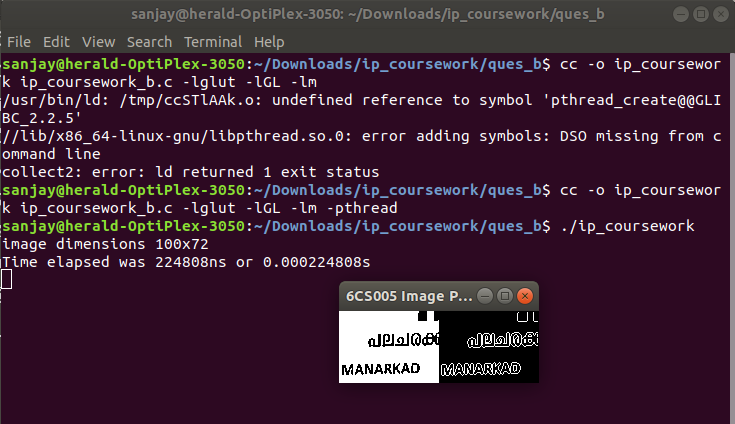 sanjay@herald-OptiPlex-3050: ~/Downloads/ip_coursework/ques_b
File Edit View Search Terminal Help
sanjay@herald-OptiPlex-3050:~/Downloads/ip_coursework/ques_b$ cc -o ip_coursewor
k ip_coursework_b.c -lglut -lGL -lm
/usr/bin/ld: /tmp/ccSTlAAk.o: undefined reference to symbol 'pthread_create@@GLI
BC_2.2.5'
//lib/x86_64-linux-gnu/libpthread.so.0: error adding symbols: DSO missing from c
ommand line
collect2: error: ld returned 1 exit status
sanjay@herald-OptiPlex-3050:~/Downloads/ip_coursework/ques_b$ cc -o ip_coursewor
k ip_coursework_b.c -lglut -lGL -lm -pthread
sanjay@herald-OptiPlex-3050:~/Downloads/ip_coursework/ques_b$ ./ip_coursework
image dimensions 100x72
Time elapsed was 224808ns or 0.000224808s
6CS005 Image P...
പലചരക്ക പലചരക്ക
MANARKAD MANARKAD